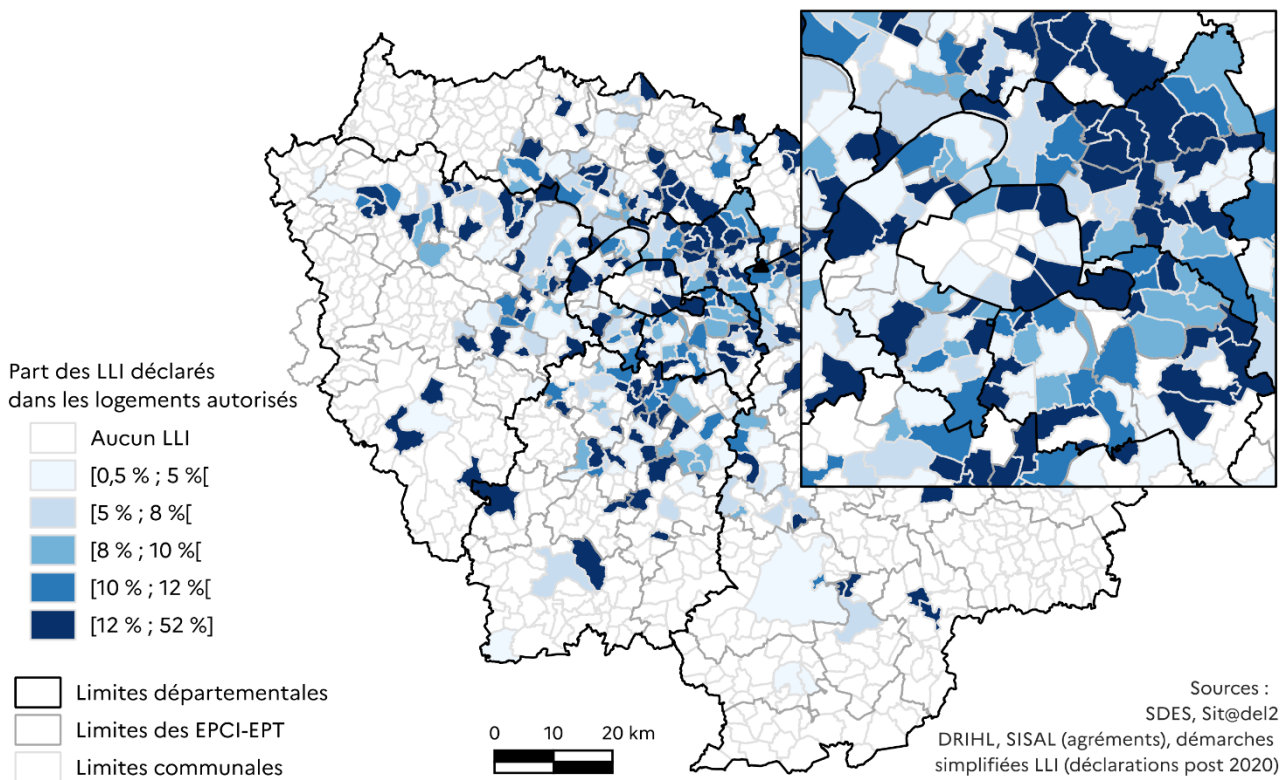 Part des LLI déclarés
dans les logements autorisés
Aucun LLI
[0,5 % ; 5 %[
[5 % ; 8 %[
[8 % ; 10 %[
[10 % ; 12 %[
[12 % ; 52 %]
Limites départementales
Limites des EPCI-EPT
Limites communales
0 10 20 km
Sources :
SDES, Sit@del2
DRIHL, SISAL (agréments), démarches
simplifiées LLI (déclarations post 2020)